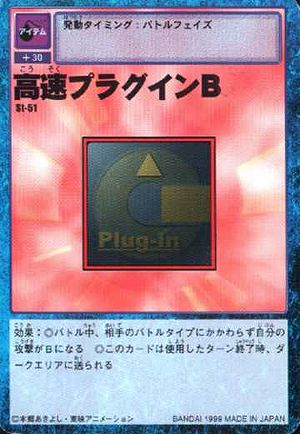 アイテム
+30
発動タイミング：バトルフェイズ
こう そく
高速プラグインB
St-51
Plug-in
効果：◎バトル中、相手のバトルタイプにかかわらず自分の
攻撃がBになる ◎このカードは使用したターン終了時、ダ
ークエリアに送られる
©本郷あきよし・東映アニメーション
BANDAI 1999 MADE IN JAPAN